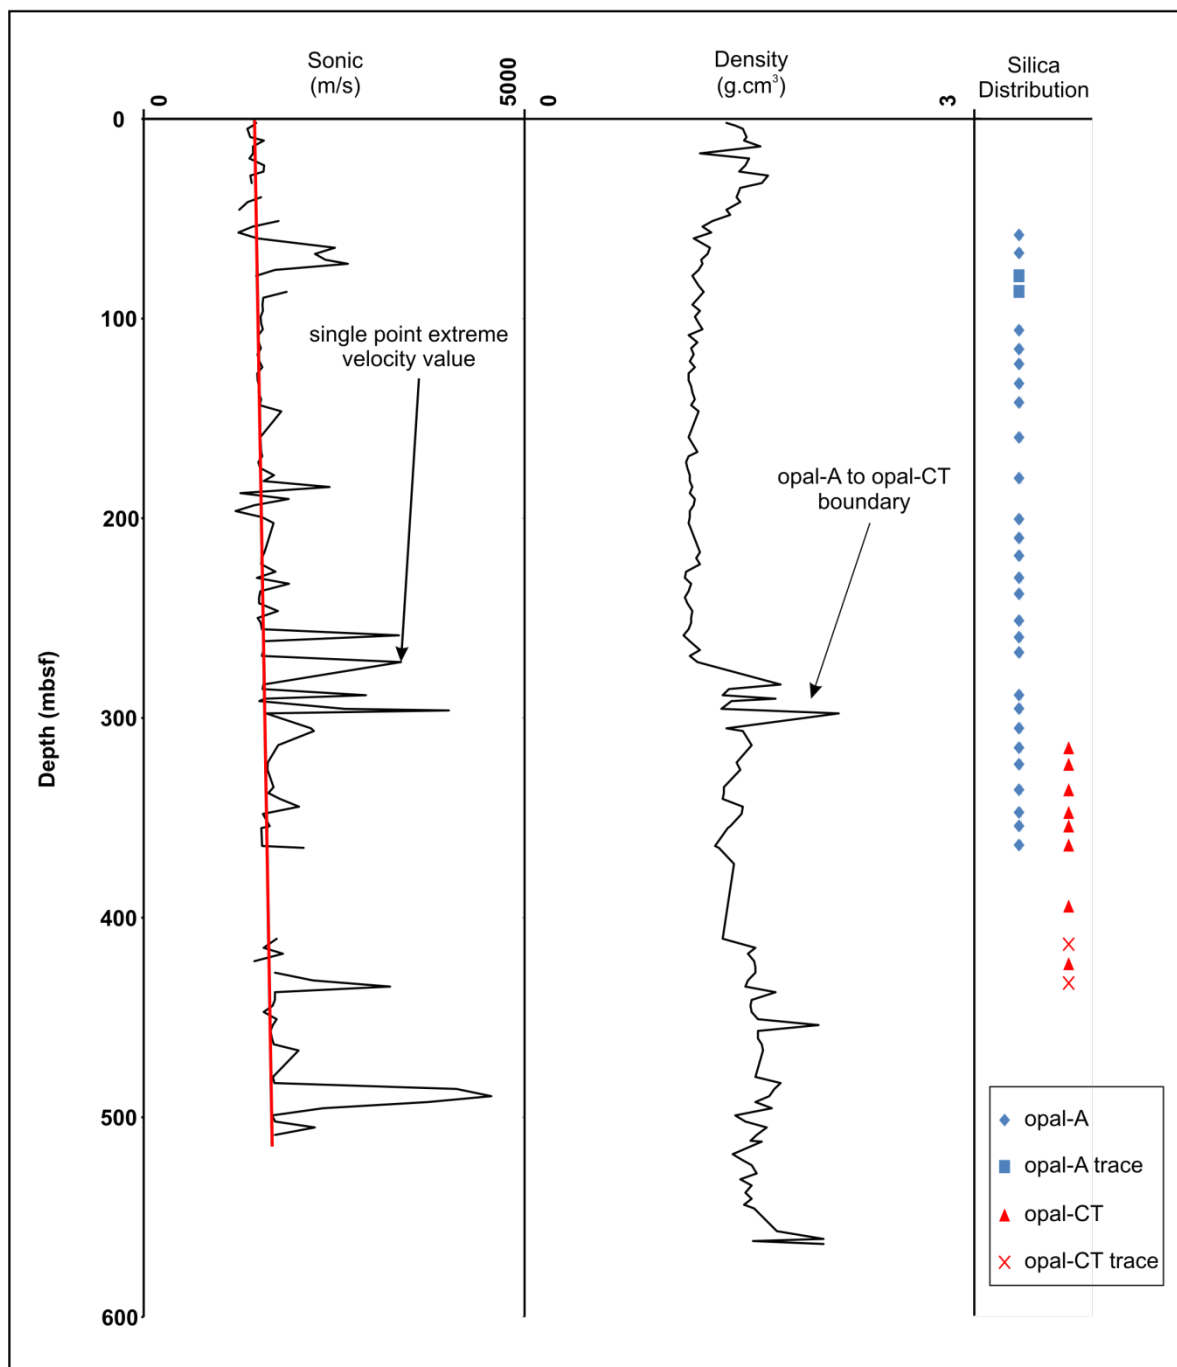 Sonic
(m/s)
Density
(g.cm³)
Silica
Distribution
0
5000
0
3
0
100
200
300
400
500
600
Depth (mbsf)
single point extreme
velocity value
opal-A to opal-CT
boundary
opal-A
opal-A trace
opal-CT
opal-CT trace